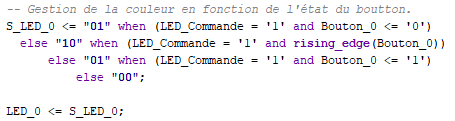 -- Gestion de la couleur en fonction de l'état du boutton.
S_LED_0 <= "01" when (LED_Commande = '1' and Bouton_0 <= '0')
else "10" when (LED_Commande = '1' and rising_edge(Bouton_0))
else "01" when (LED_Commande = '1' and Bouton_0 <= '1')
else "00";
LED_0 <= S_LED_0;